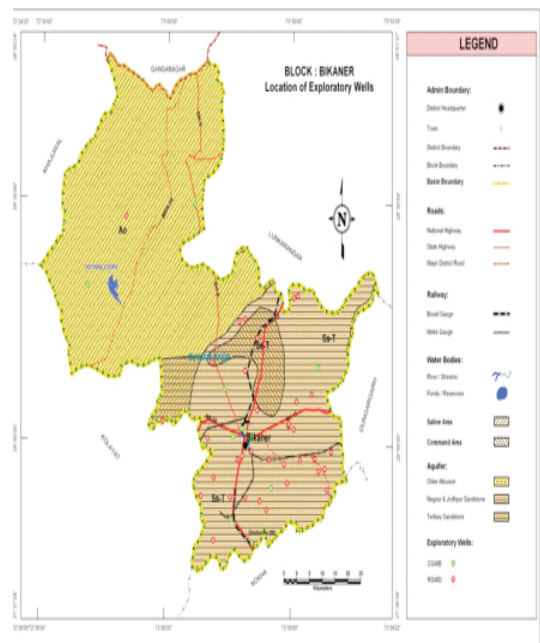 GANGANAGAR
BLOCK : BIKANER
Location of Exploratory Wells
KHAJUWAL
Ao
N
LUNKARANSAR
Ss-T
Ss-T
DUNGARGARH
KOLAYAT
Bikaner
Ss-T
NOKHA
Kilometers
LEGEND
Admin Boundary:
District Headquarter
Town
District Boundary
Block Boundary
Basin Boundary
Roads:
National Highway
State Highway
Major District Road
Railway:
Broad Gauge
Metre Gauge
Water Bodies:
River / Streams
Ponds / Reservoirs
Saline Area
Command Area
Aquifer:
Older Alluvium
Nagaur & Jodhpur Sandstone
Tertiary Sandstone
Exploratory Wells:
CGWB
RGWD